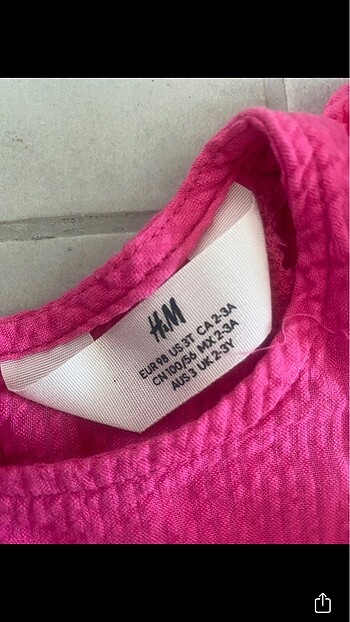 H&M
EUR 98 US 3T CA 2-3A
CN 100/56 MX 2-3A
AUS 3 UK 2-3Y